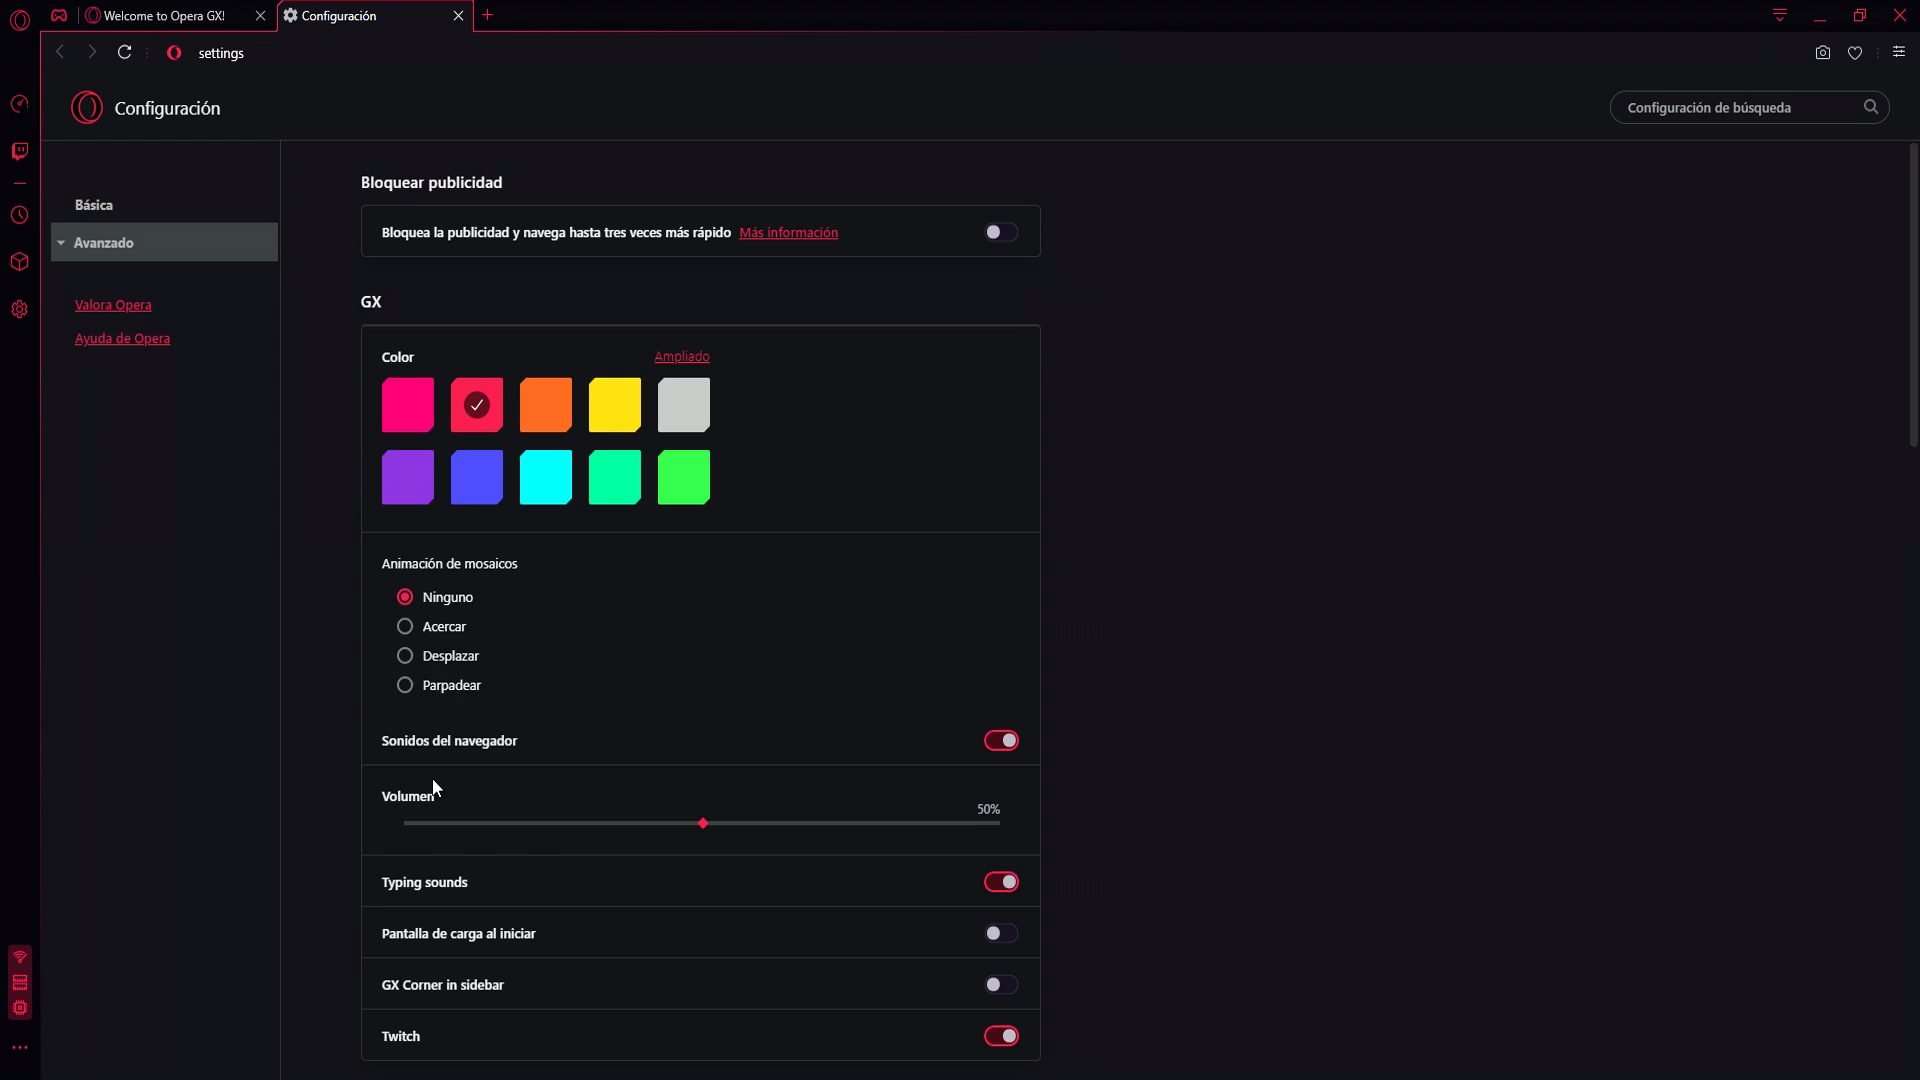 Welcome to Opera GX!
Configuración
settings
Configuración
Configuración de búsqueda
Básica
Avanzado
Valora Opera
Ayuda de Opera
Bloquear publicidad
Bloquea la publicidad y navega hasta tres veces más rápido Más información
GX
Color Ampliado
Animación de mosaicos
Ninguno
Acercar
Desplazar
Parpadear
Sonidos del navegador
Volumen
50%
Typing sounds
Pantalla de carga al iniciar
GX Corner in sidebar
Twitch